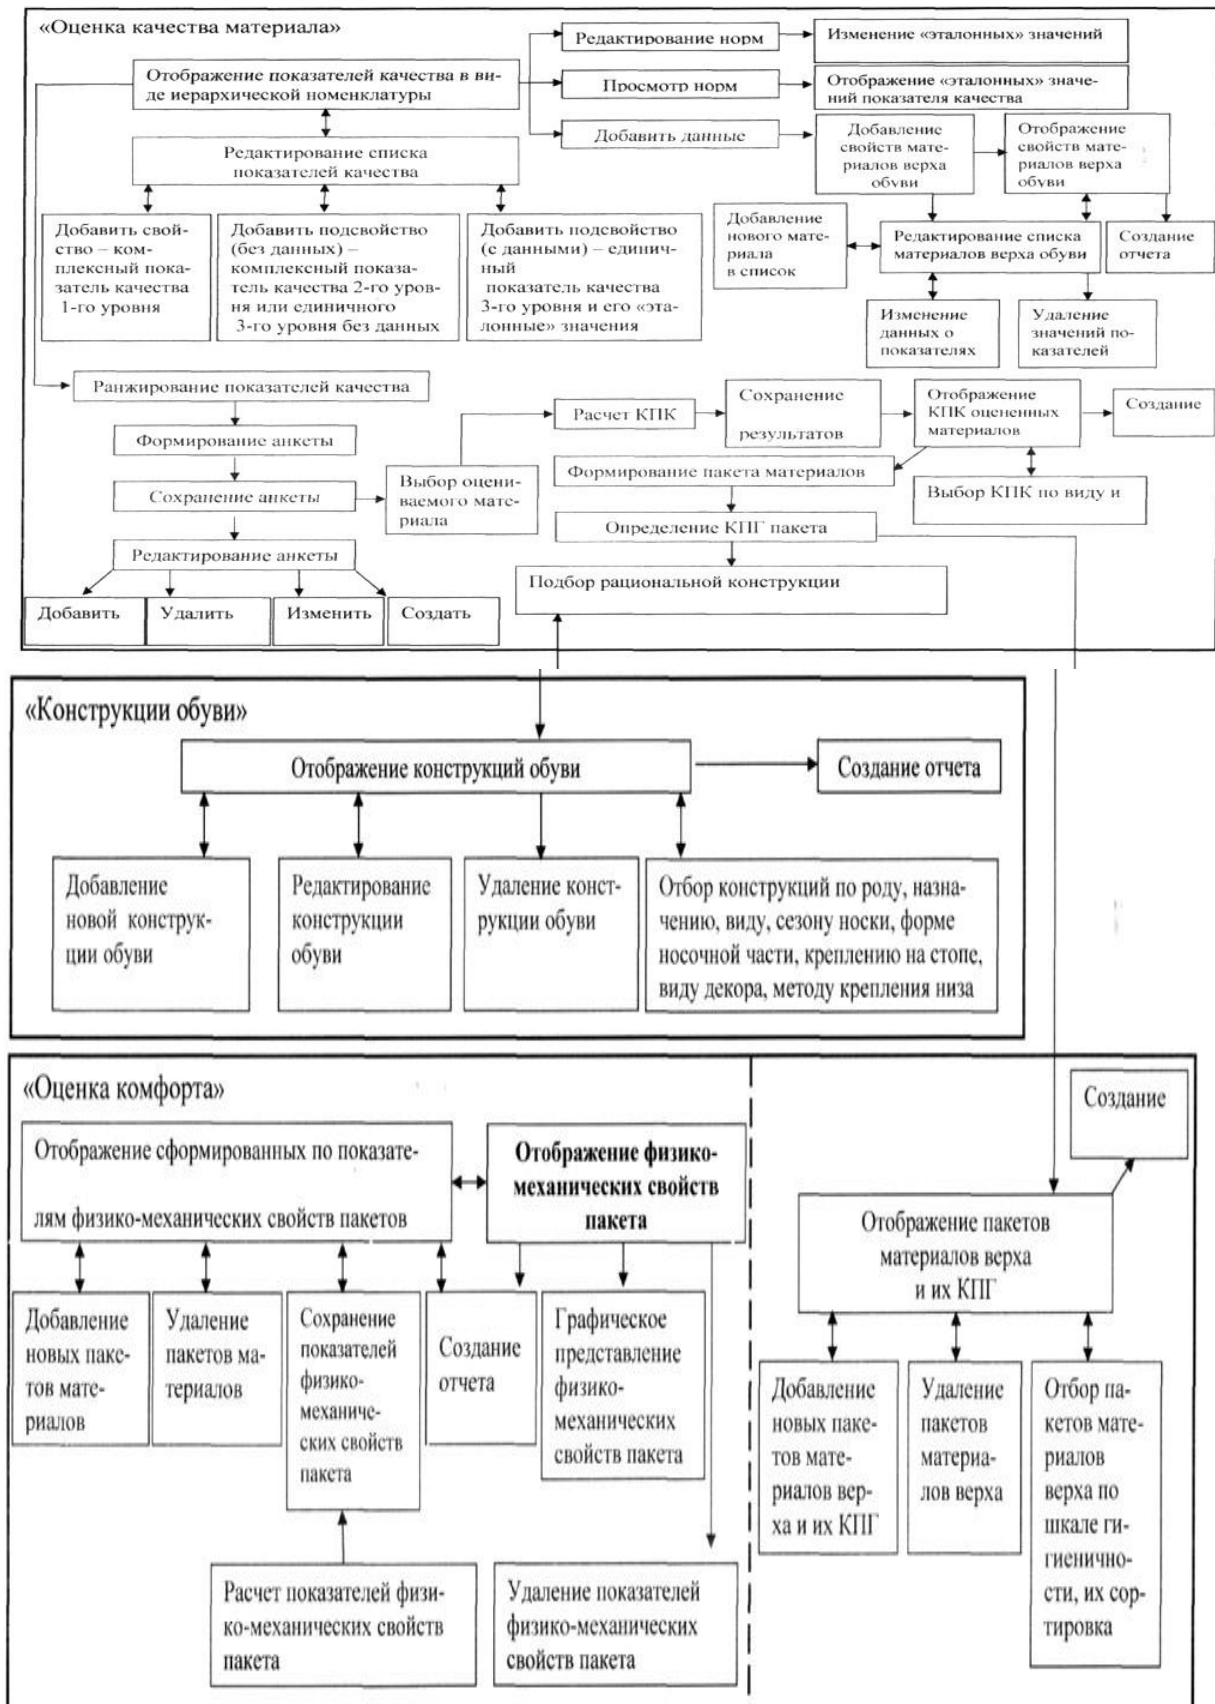 «Оценка качества материала»
Отображение показателей качества в ви-
де иерархической номенклатуры
Редактирование норм
Изменение «эталонных» значений
Просмотр норм
Отображение «эталонных» значе-
ний показателя качества
Добавить данные
Добавление
свойств мате-
риалов верха
обуви
Отображение
свойств мате-
риалов верха
обуви
Редактирование списка
показателей качества
Добавить свой-
ство – ком-
плексный пока-
затель качества
1-го уровня
Добавить подсвойство
(без данных) –
комплексный показа-
тель качества 2-го уров-
ня или единичного
3-го уровня без данных
Добавить подсвойство
(с данными) – единич-
ный
показатель качества
3-го уровня и его «эта-
лонные» значения
Добавление
нового мате-
риала
в список
Редактирование списка
материалов верха обуви
Создание
отчета
Изменение
данных о
показателях
Удаление
значений по-
казателей
Ранжирование показателей качества
Формирование анкеты
Сохранение анкеты
Редактирование анкеты
Добавить
Удалить
Изменить
Создать
Выбор оцени-
ваемого мате-
риала
Расчет КПК
Сохранение
результатов
Отображение
КПК оцененных
материалов
Создание
Формирование пакета материалов
Выбор КПК по виду и
Определение КПГ пакета
Подбор рациональной конструкции
«Конструкции обуви»
Отображение конструкций обуви
Создание отчета
Добавление
новой конструк-
ции обуви
Редактирование
конструкции
обуви
Удаление конст-
рукции обуви
Отбор конструкций по роду, назна-
чению, виду, сезону носки, форме
носочной части, креплению на стопе,
виду декора, методу крепления низа
«Оценка комфорта»
Отображение сформированных по показате-
лям физико-механических свойств пакетов
Отображение физико-
механических свойств
пакета
Добавление
новых паке-
тов мате-
риалов
Удаление
пакетов ма-
териалов
Сохранение
показателей
физико-
механиче-
ских свойств
пакета
Создание
отчета
Графическое
представление
физико-
механических
свойств пакета
Расчет показателей физи-
ко-механических свойств
пакета
Удаление показателей
физико-механических
свойств пакета
Создание
Отображение пакетов
материалов верха
и их КПГ
Добавление
новых паке-
тов мате-
риалов вер-
ха и их КПГ
Удаление
пакетов
материа-
лов верха
Отбор па-
кетов мате-
риалов
верха по
шкале ги-
гиенично-
сти, их сор-
тировка